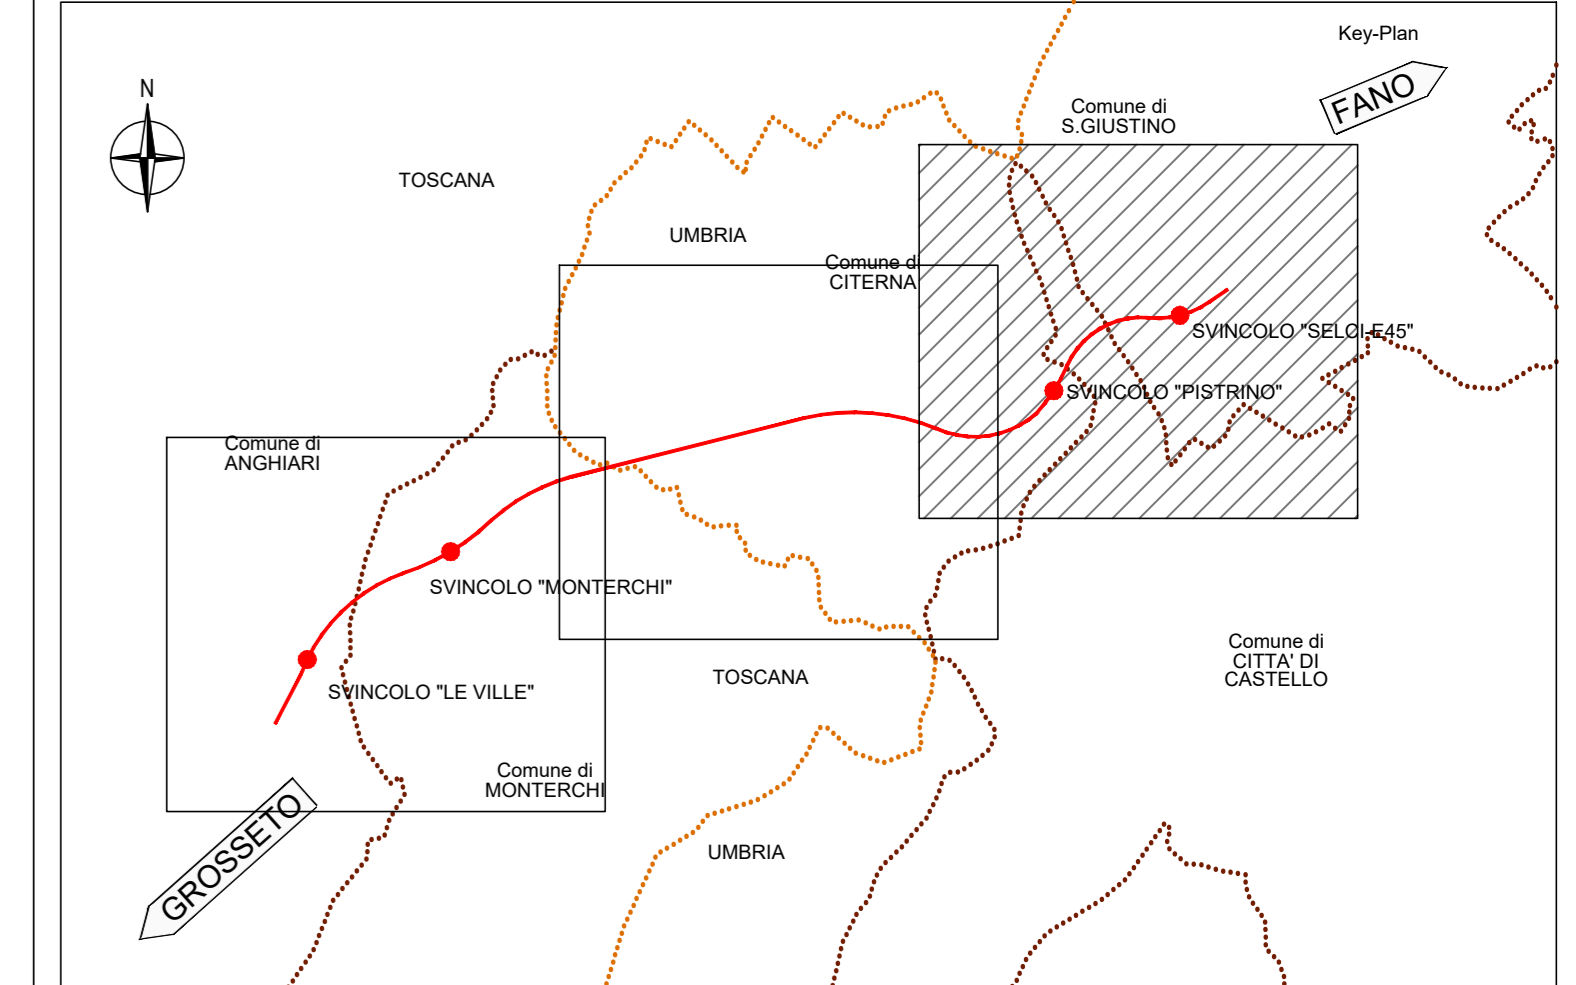 Key-Plan
N
FANO
Comune di
S.GIUSTINO
TOSCANA
UMBRIA
Comune di
CITERNA
SVINCOLO "SELCI-E45"
SVINCOLO "PISTRINO"
Comune di
ANGHIARI
SVINCOLO "MONTERCHI"
Comune di
CITTA' DI
CASTELLO
TOSCANA
SVINCOLO "LE VILLE"
Comune di
MONTERCHI
GROSSETO
UMBRIA